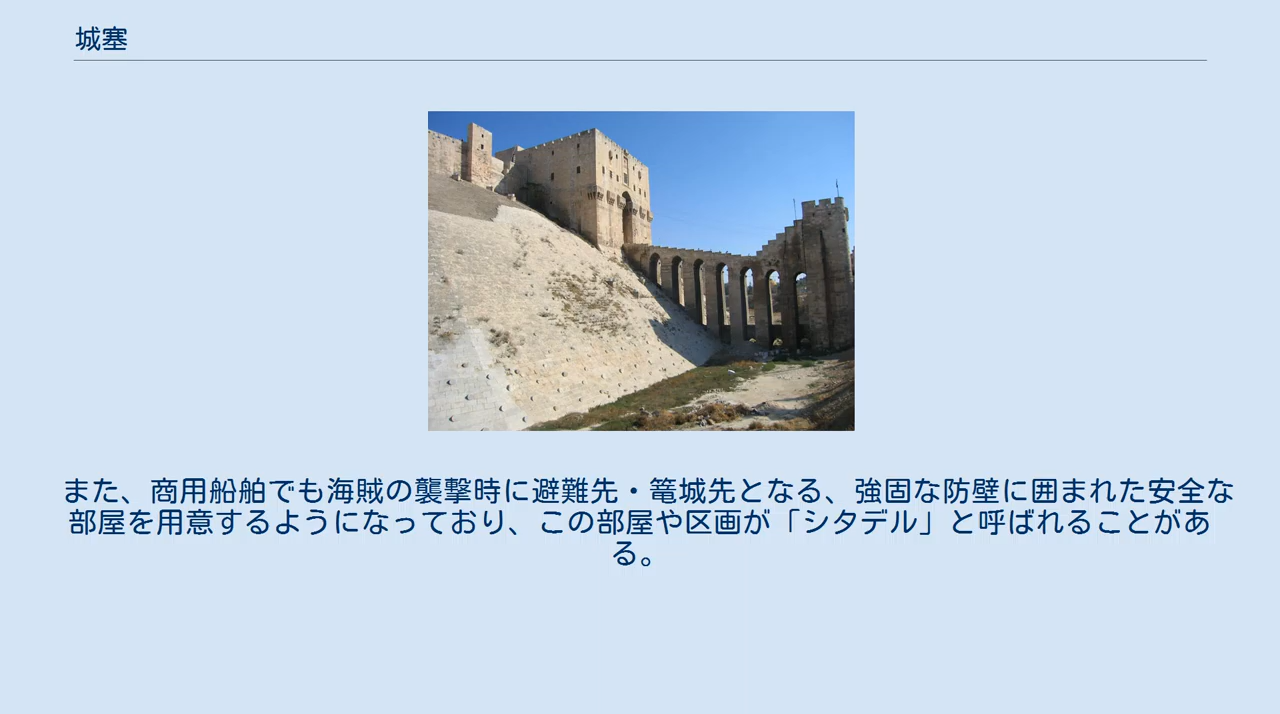 城塞
また、商用船舶でも海賊の襲撃時に避難先・篭城先となる、強固な防壁に囲まれた安全な
部屋を用意するようになっており、この部屋や区画が「シタデル」と呼ばれることがあ
る。